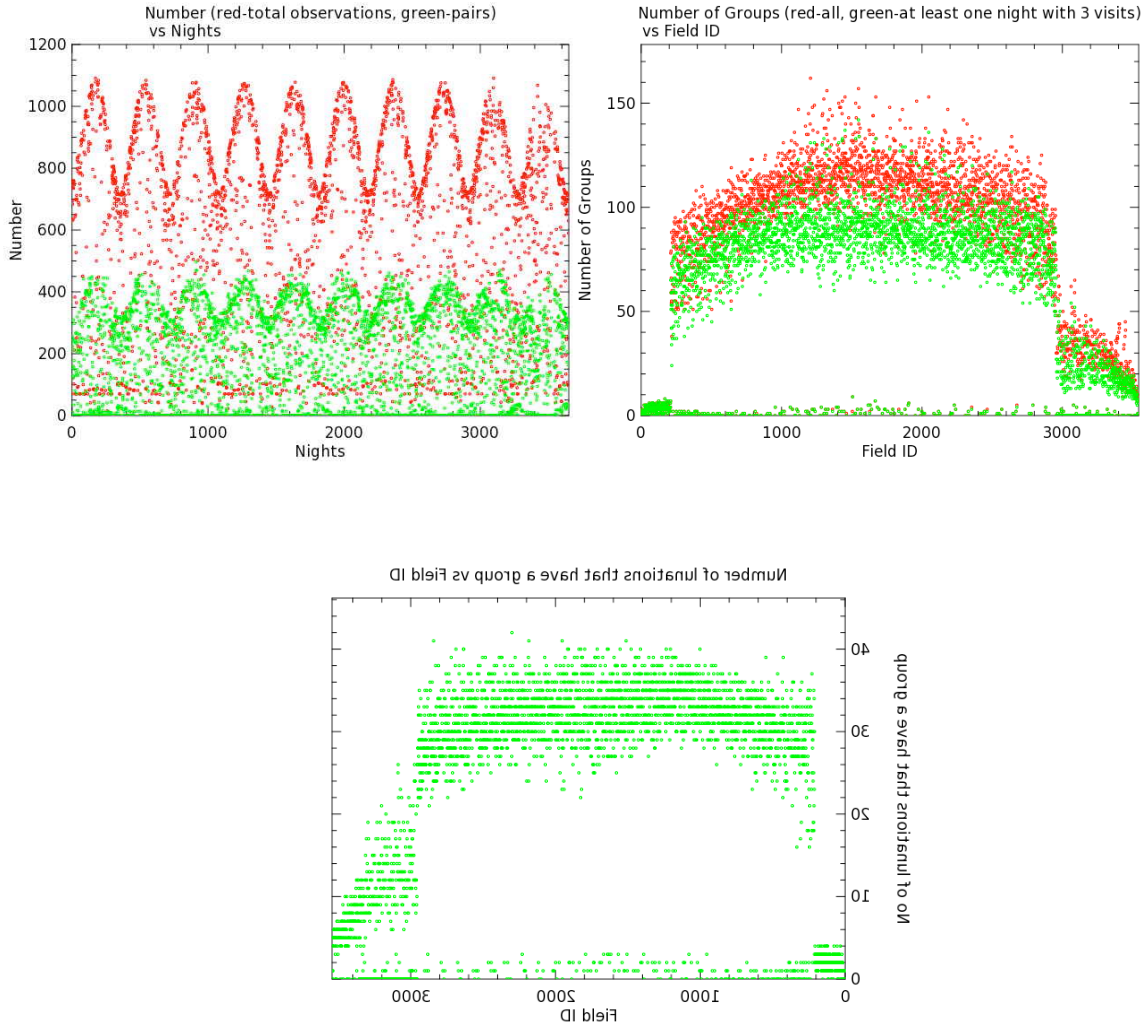 Number (red-total observations, green-pairs)
vs Nights
1200
1000
800
600
400
200
0
Number
0
1000
2000
3000
Nights
Number of Groups (red-all, green-at least one night with 3 visits)
vs Field ID
150
100
50
0
Number of Groups
0
1000
2000
3000
Field ID
Number of lunations that have a group vs Field ID
40
30
20
10
0
No of lunations that have a group
3000
2000
1000
0
Field ID